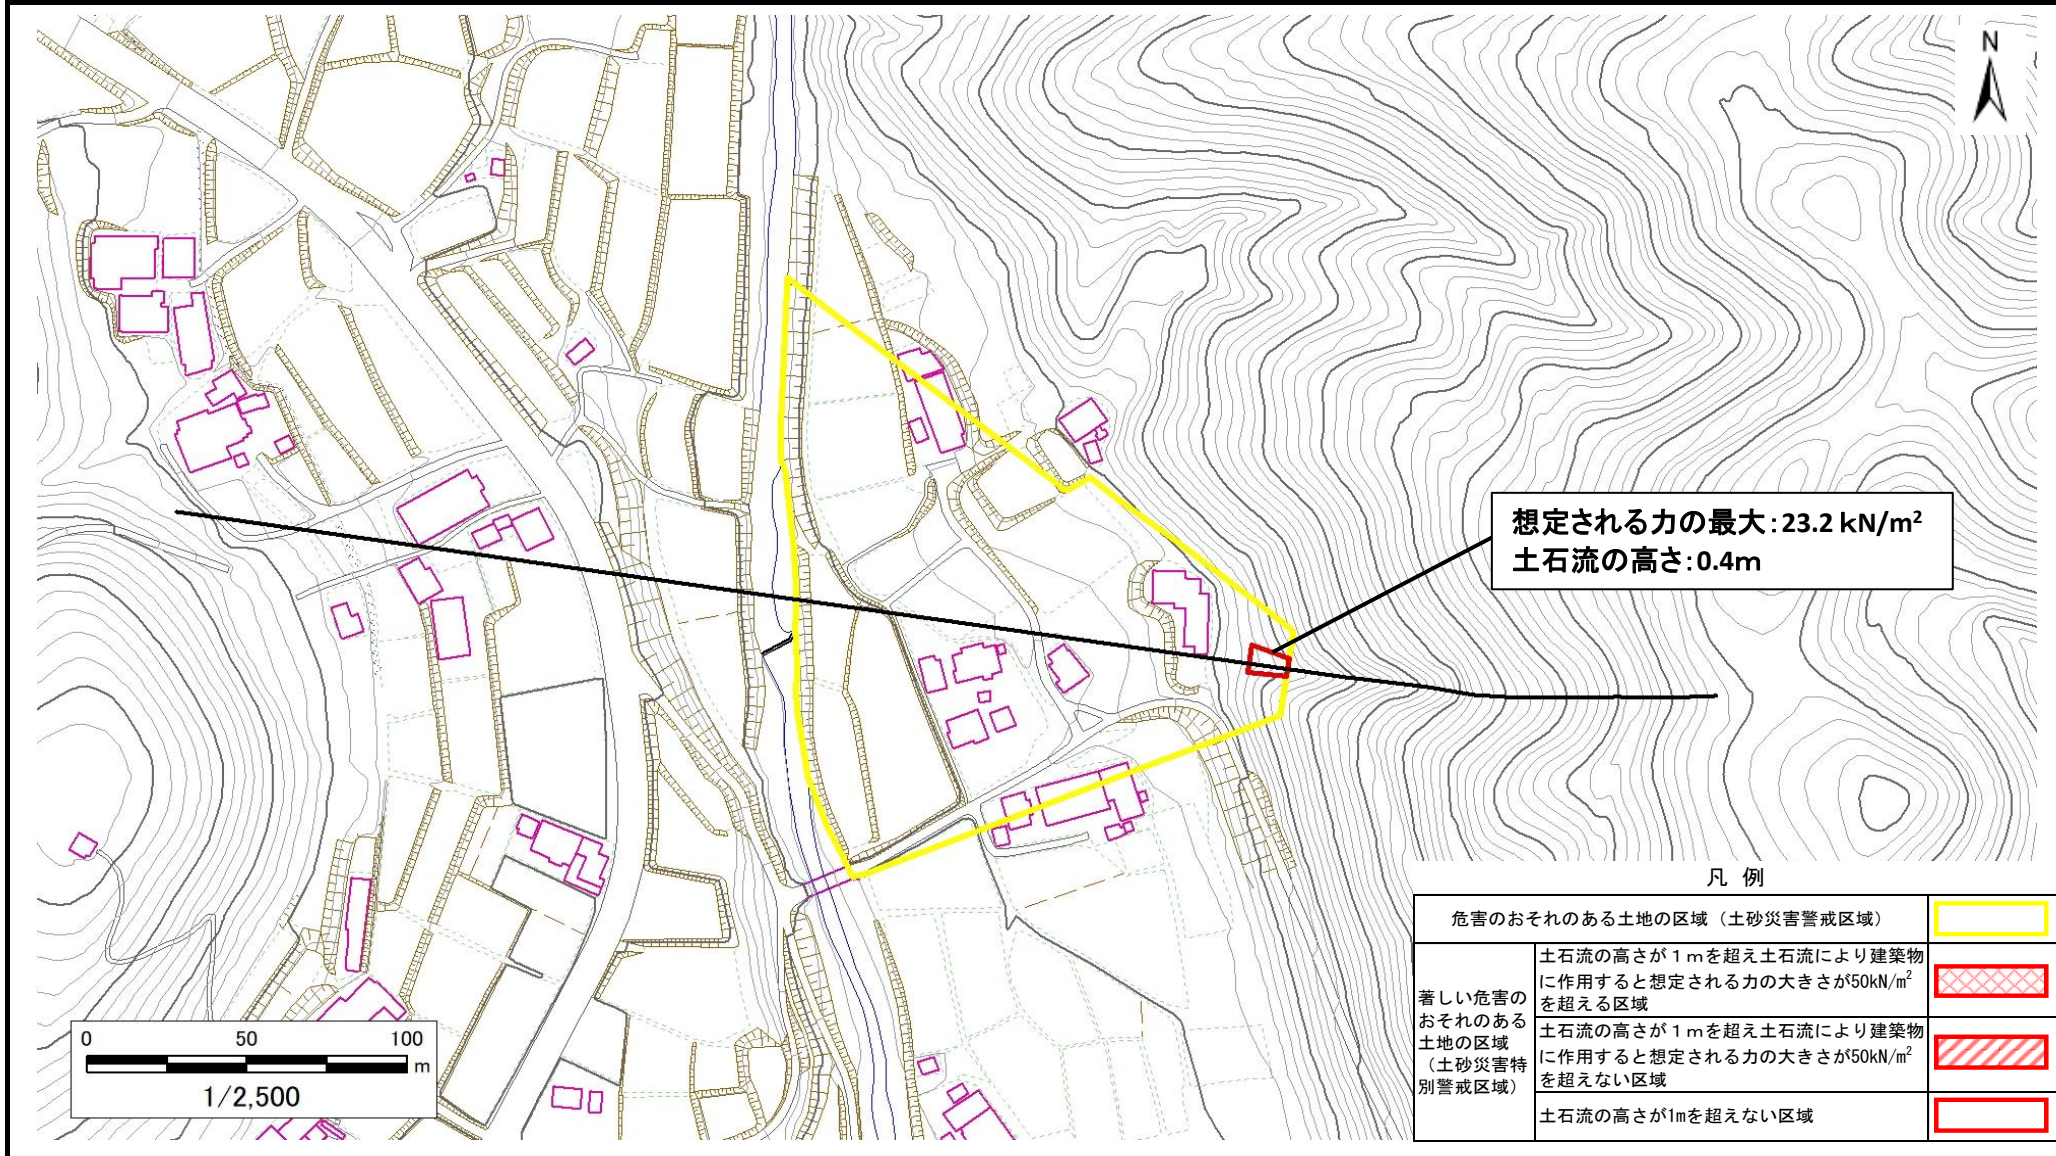 N
想定される力の最大:23.2 kN/m²
土石流の高さ:0.4m
凡 例
危害のおそれのある土地の区域（土砂災害警戒区域）
著しい危害の
おそれのある
土地の区域
（土砂災害特
別警戒区域）
土石流の高さが１ｍを超え土石流により建築物
に作用すると想定される力の大きさが50kN/m²
を超える区域
土石流の高さが１ｍを超え土石流により建築物
に作用すると想定される力の大きさが50kN/m²
を超えない区域
土石流の高さが1mを超えない区域
0 50 100
m
1/2,500